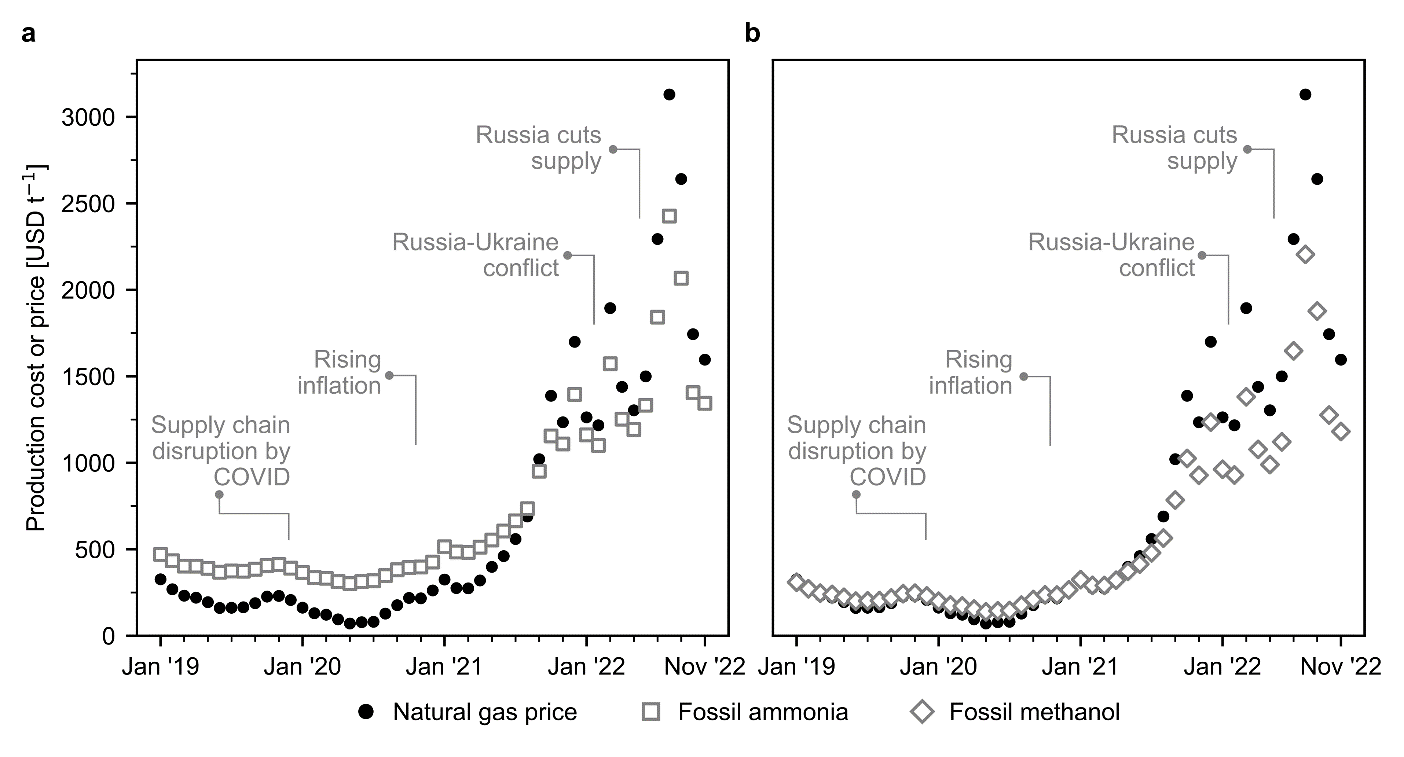 a
b
Production cost or price [USD t⁻¹]
3000
2500
2000
1500
1000
500
0
Russia cuts
supply
Russia-Ukraine
conflict
Rising
inflation
Supply chain
disruption by
COVID
Jan '19
Jan '20
Jan '21
Jan '22
Nov '22
Russia cuts
supply
Russia-Ukraine
conflict
Rising
inflation
Supply chain
disruption by
COVID
Jan '19
Jan '20
Jan '21
Jan '22
Nov '22
Natural gas price
Fossil ammonia
Fossil methanol